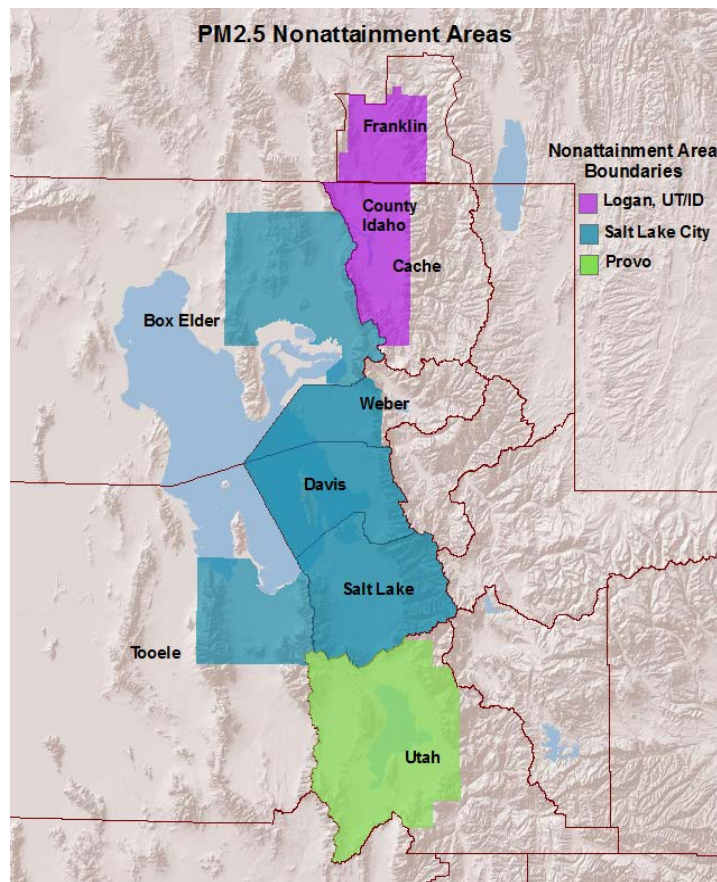 PM2.5 Nonattainment Areas
Franklin
Nonattainment Area
Boundaries
Logan, UT/ID
Salt Lake City
Provo
County
Idaho
Cache
Box Elder
Weber
Davis
Salt Lake
Tooele
Utah